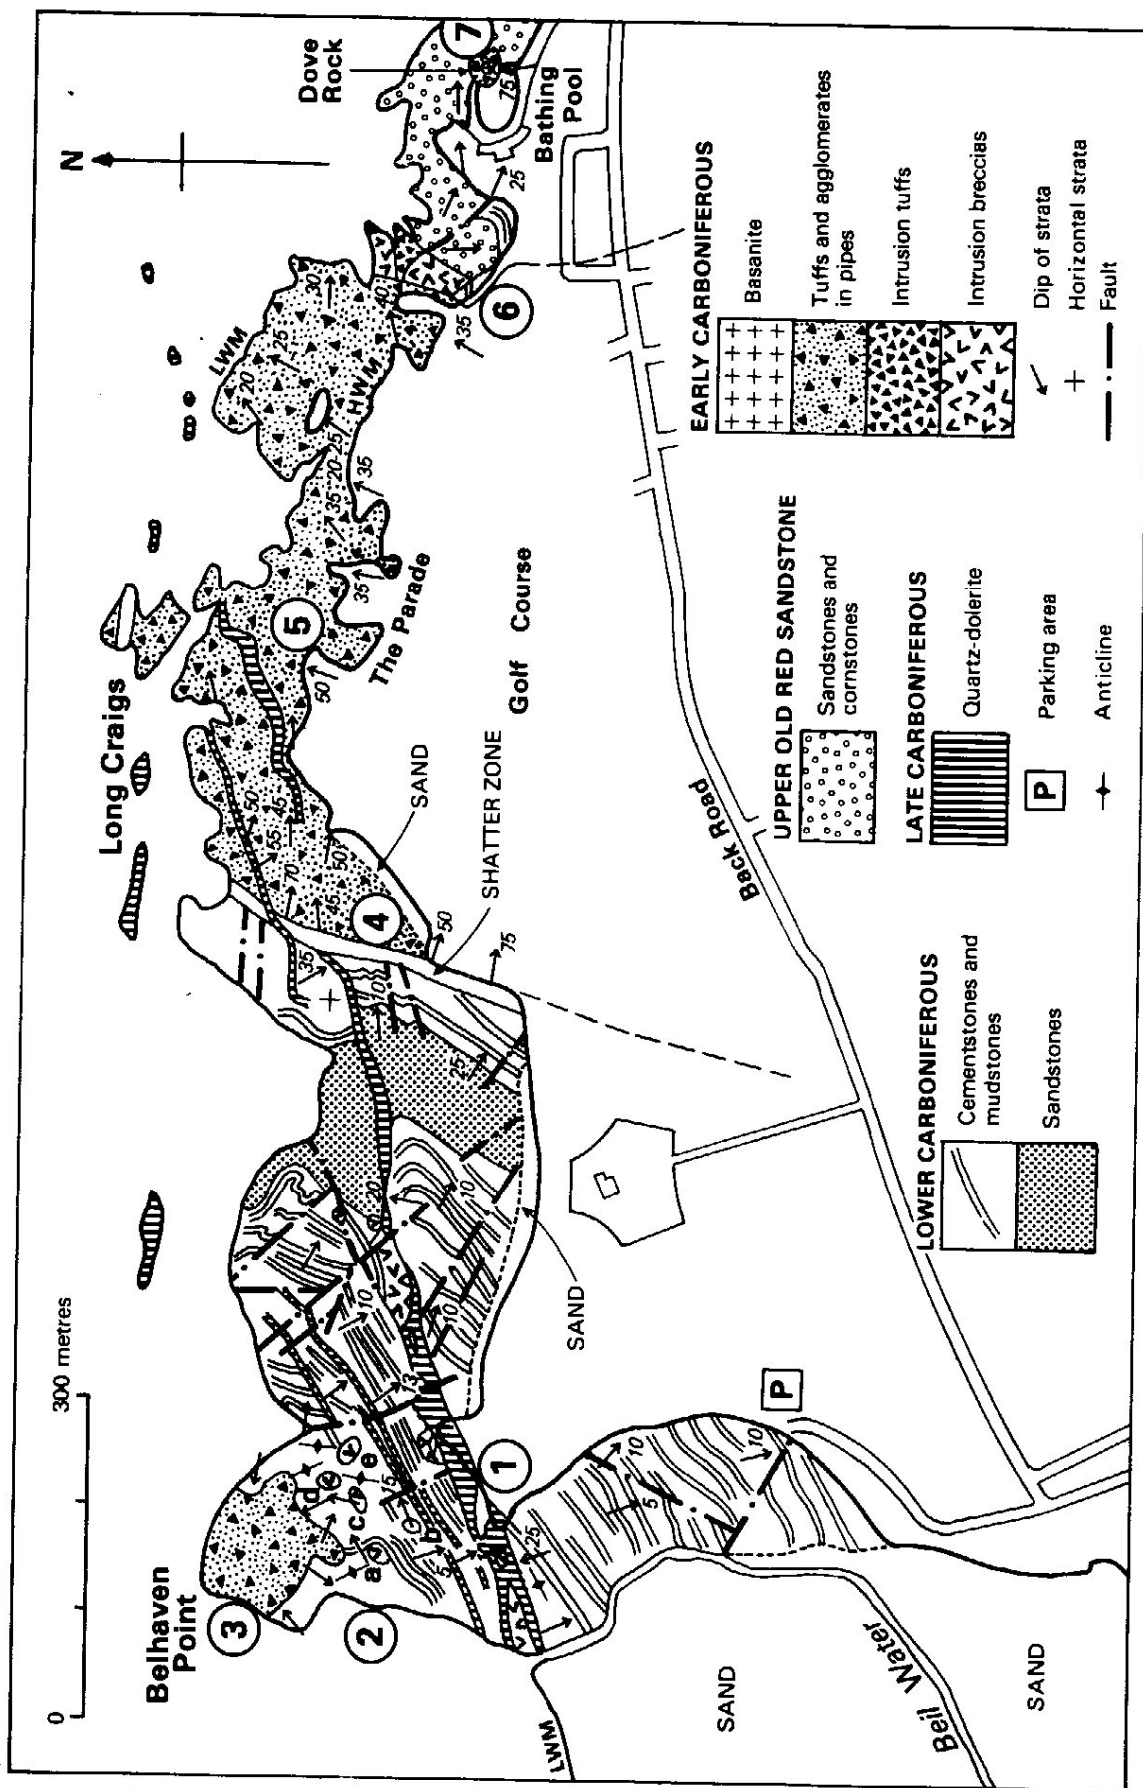 0
300 metres
N
Belhaven
Point
Long Craigs
Dove
Rock
Bathing
Pool
LWM
HWM
LWM
The Parade
Golf Course
SAND
SHATTER ZONE
SAND
SAND
SAND
Back Road
Beil Water
P
1
2
3
4
5
6
7
a
b
c
d
e
5
15
13
10
10
10
20
25
5
10
10
25
10
35
75
50
45
70
55
50
45
50
50
35
35
35
20-25
20
25
30
40
35
25
75
LOWER CARBONIFEROUS
Cementstones and
mudstones
Sandstones
UPPER OLD RED SANDSTONE
Sandstones and
cornstones
LATE CARBONIFEROUS
Quartz-dolerite
P
Parking area
Anticline
EARLY CARBONIFEROUS
Basanite
Tuffs and agglomerates
in pipes
Intrusion tuffs
Intrusion breccias
Dip of strata
Horizontal strata
Fault